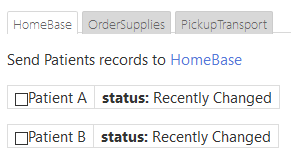 HomeBase OrderSupplies PickupTransport
Send Patients records to HomeBase
Patient A status: Recently Changed
Patient B status: Recently Changed